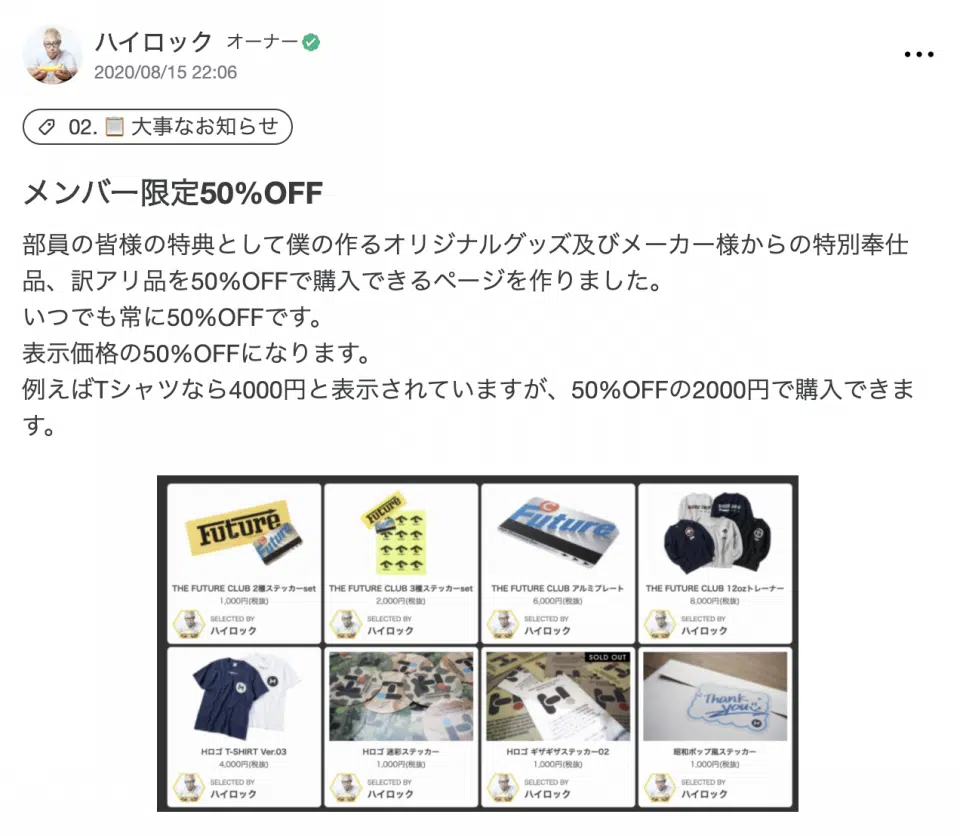 ハイロック オーナー
2020/08/15 22:06
02. 📋 大事なお知らせ
メンバー限定50%OFF
部員の皆様の特典として僕の作るオリジナルグッズ及びメーカー様からの特別奉仕
品、訳アリ品を50%OFFで購入できるページを作りました。
いつでも常に50%OFFです。
表示価格の50%OFFになります。
例えばTシャツなら4000円と表示されていますが、50%OFFの2000円で購入できま
す。
Future
Future
Future
Future
THE FUTURE CLUB 2種ステッカーset
1,000円(税抜)
SELECTED BY
ハイロック
THE FUTURE CLUB 3種ステッカーset
2,000円(税抜)
SELECTED BY
ハイロック
THE FUTURE CLUB アルミプレート
6,000円(税抜)
SELECTED BY
ハイロック
THE FUTURE CLUB 12ozトレーナー
8,000円(税抜)
SELECTED BY
ハイロック
SOLD OUT
Thank
you
Hロゴ T-SHIRT Ver.03
4,000円(税抜)
SELECTED BY
ハイロック
Hロゴ 迷彩ステッカー
1,000円(税抜)
SELECTED BY
ハイロック
Hロゴ ギザギザステッカー02
1,000円(税抜)
SELECTED BY
ハイロック
昭和ポップ風ステッカー
1,000円(税抜)
SELECTED BY
ハイロック